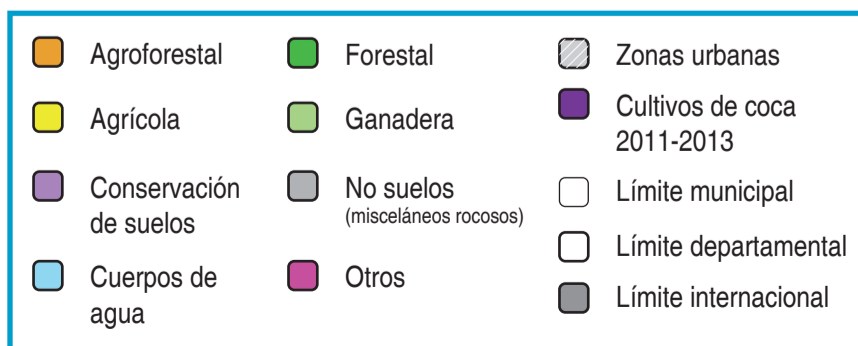 Agroforestal
Agrícola
Conservación
de suelos
Cuerpos de
agua
Forestal
Ganadera
No suelos
(misceláneos rocosos)
Otros
Zonas urbanas
Cultivos de coca
2011-2013
Límite municipal
Límite departamental
Límite internacional